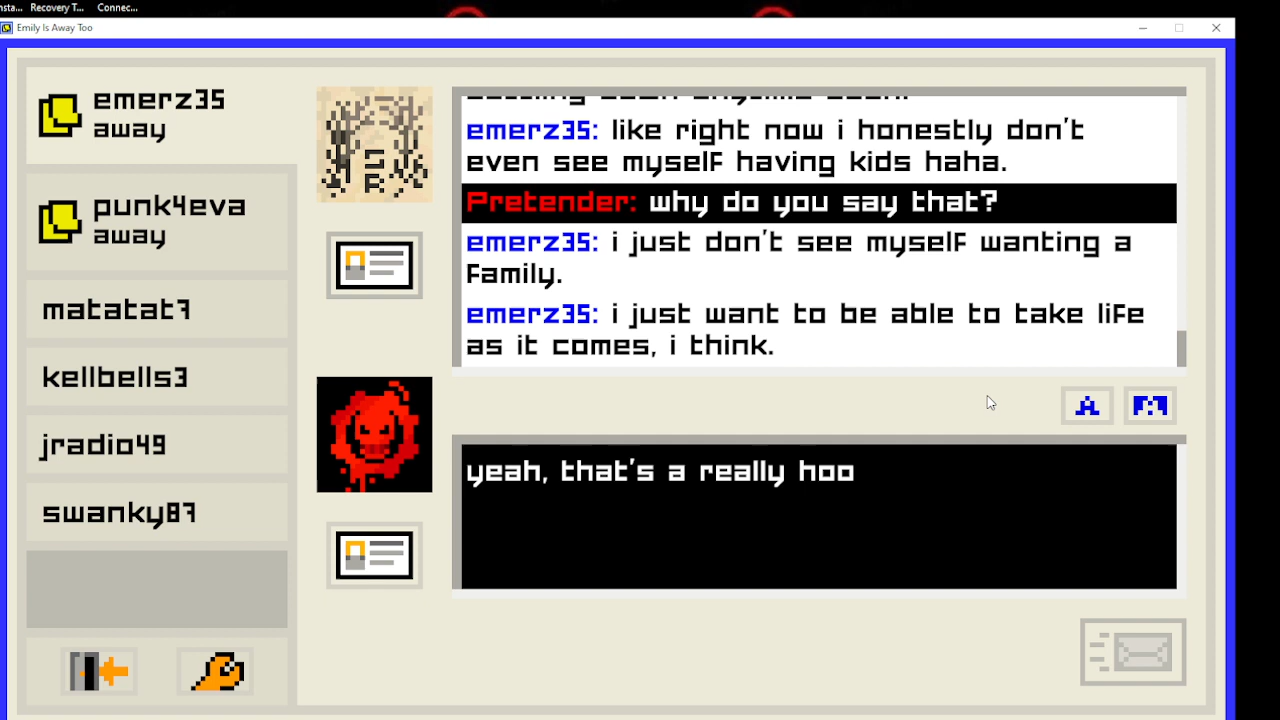 Recovery T... Connec...
Emily Is Away Too
emerz35
away
punk4eva
away
matatat7
kellbells3
jradio49
swanky87
emerz35: like right now i honestly don't
even see myself having kids haha.
Pretender: why do you say that?
emerz35: i just don't see myself wanting a
family.
emerz35: i just want to be able to take life
as it comes, i think.
A
yeah, that's a really hoo